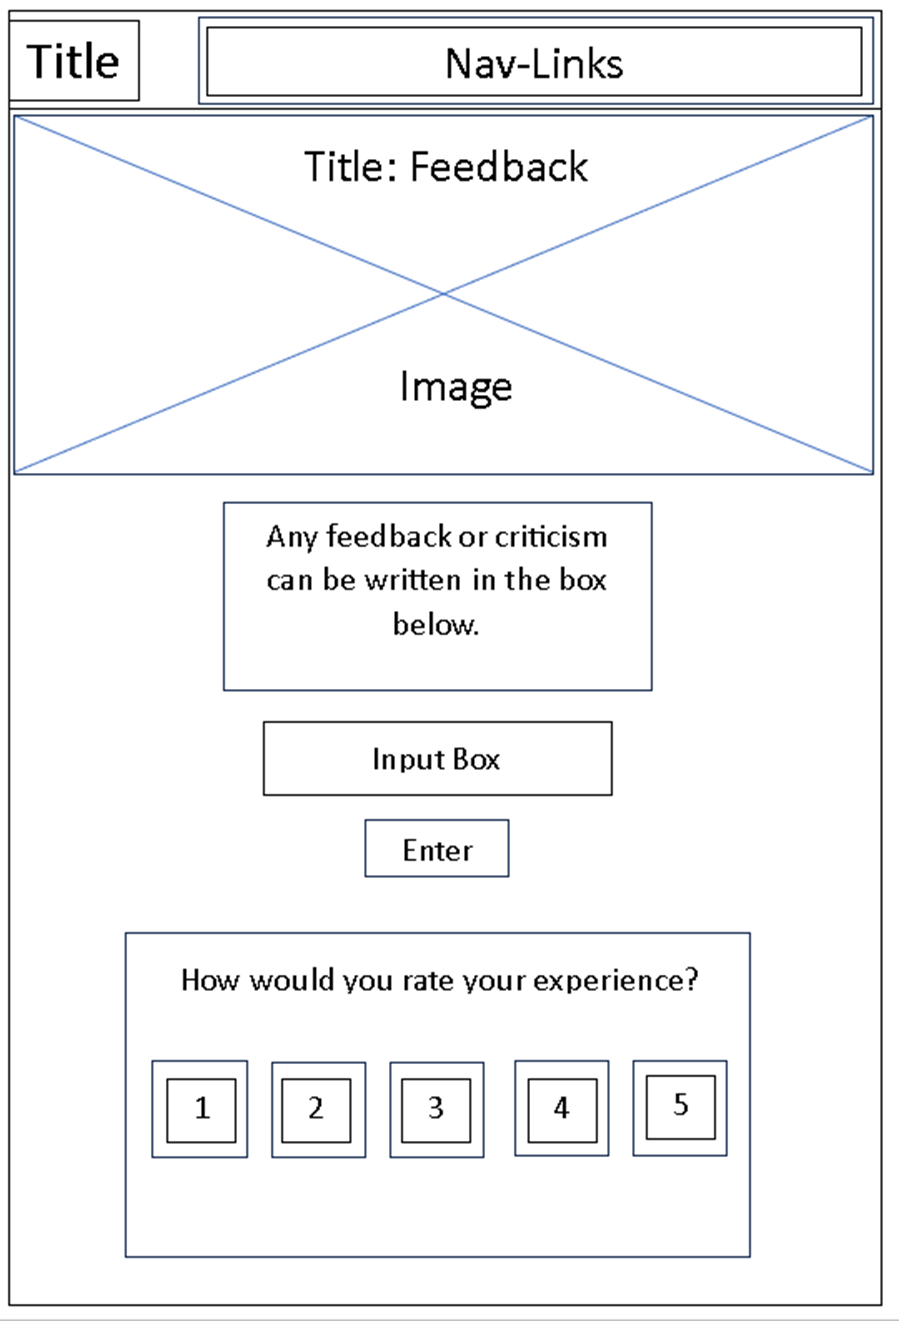 Title
Nav-Links
Title: Feedback
Image
Any feedback or criticism
can be written in the box
below.
Input Box
Enter
How would you rate your experience?
1 2 3 4 5